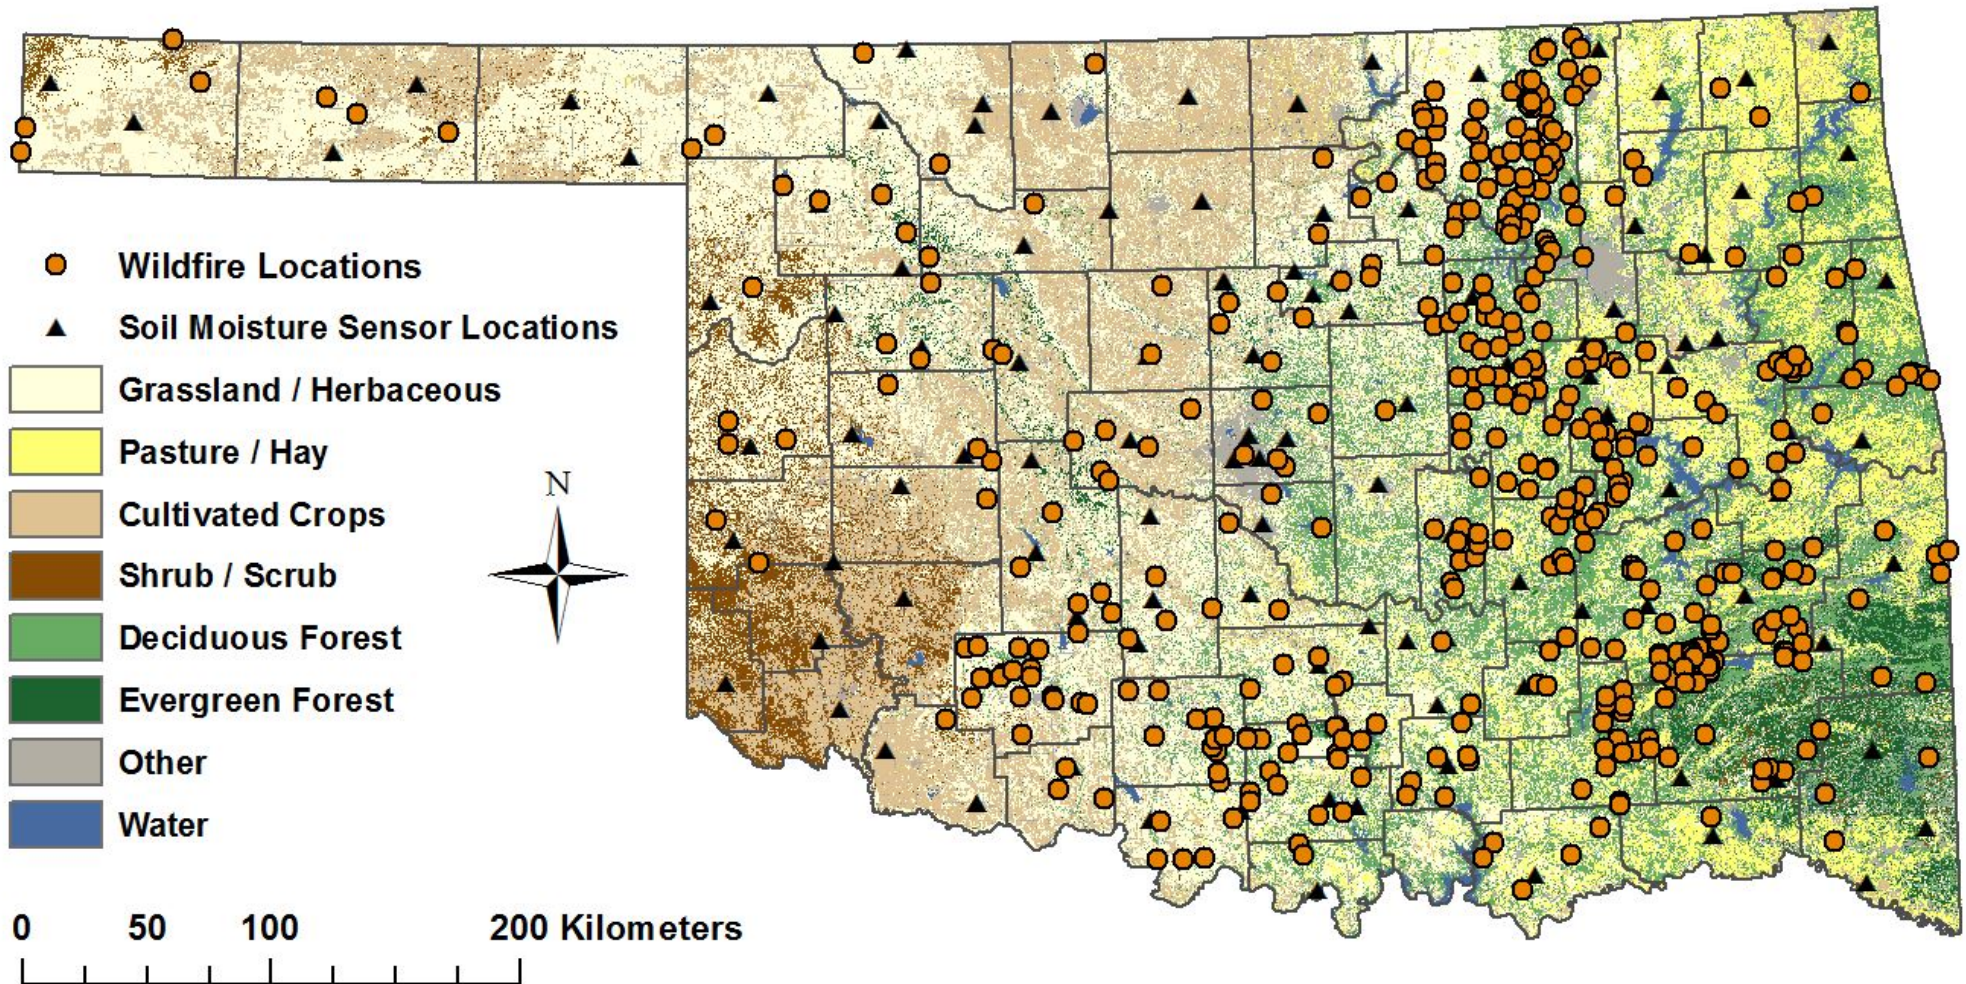 Wildfire Locations
Soil Moisture Sensor Locations
Grassland / Herbaceous
Pasture / Hay
Cultivated Crops
Shrub / Scrub
Deciduous Forest
Evergreen Forest
Other
Water
N
0 50 100 200 Kilometers